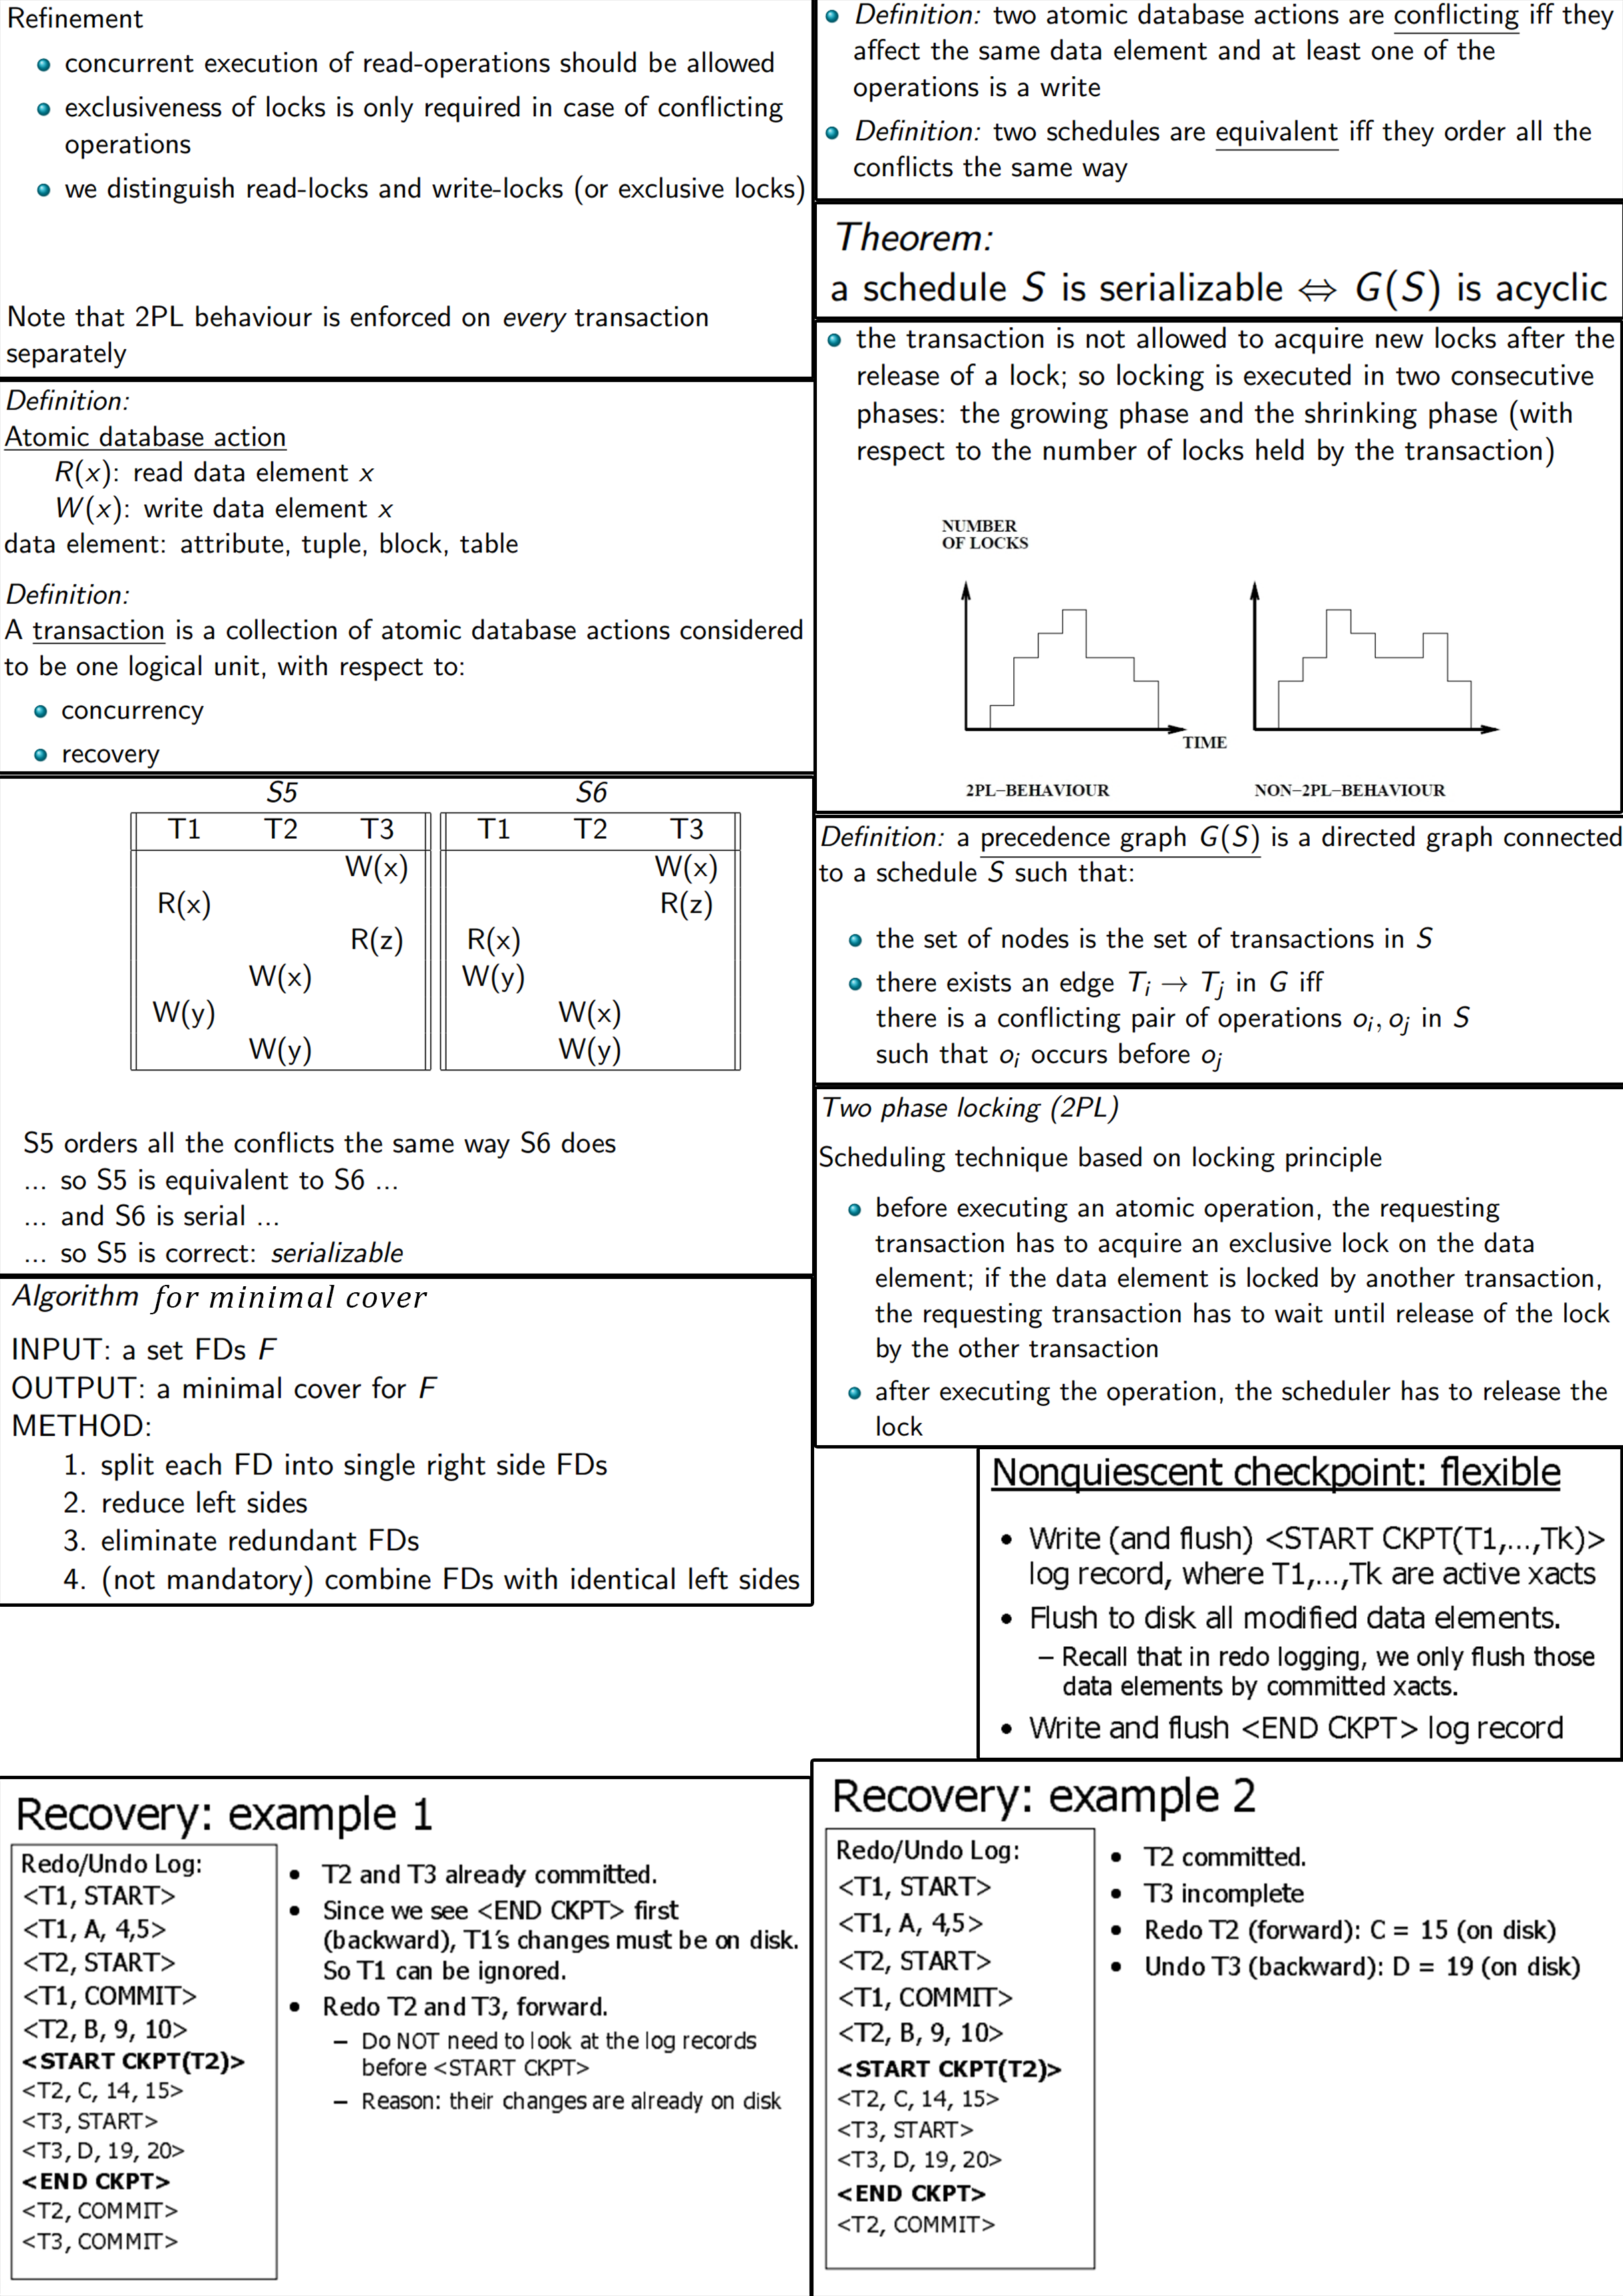 Refinement
concurrent execution of read-operations should be allowed
exclusiveness of locks is only required in case of conflicting
operations
we distinguish read-locks and write-locks (or exclusive locks)
Note that 2PL behaviour is enforced on every transaction
separately
Definition:
Atomic database action
R(x): read data element x
W(x): write data element x
data element: attribute, tuple, block, table
Definition:
A transaction is a collection of atomic database actions considered
to be one logical unit, with respect to:
concurrency
recovery
S5 S6
T1 T2 T3 T1 T2 T3
W(x) W(x)
R(x) R(z)
R(z) R(x)
W(x) W(y)
W(y) W(x)
W(y) W(y)
S5 orders all the conflicts the same way S6 does
... so S5 is equivalent to S6 ...
... and S6 is serial ...
... so S5 is correct: serializable
Algorithm for minimal cover
INPUT: a set FDs F
OUTPUT: a minimal cover for F
METHOD:
1. split each FD into single right side FDs
2. reduce left sides
3. eliminate redundant FDs
4. (not mandatory) combine FDs with identical left sides
Definition: two atomic database actions are conflicting iff they
affect the same data element and at least one of the
operations is a write
Definition: two schedules are equivalent iff they order all the
conflicts the same way
Theorem:
a schedule S is serializable ⇔ G(S) is acyclic
the transaction is not allowed to acquire new locks after the
release of a lock; so locking is executed in two consecutive
phases: the growing phase and the shrinking phase (with
respect to the number of locks held by the transaction)
NUMBER
OF LOCKS
TIME
2PL–BEHAVIOUR NON–2PL–BEHAVIOUR
Definition: a precedence graph G(S) is a directed graph connected
to a schedule S such that:
the set of nodes is the set of transactions in S
there exists an edge Ti → Tj in G iff
there is a conflicting pair of operations oi, oj in S
such that oi occurs before oj
Two phase locking (2PL)
Scheduling technique based on locking principle
before executing an atomic operation, the requesting
transaction has to acquire an exclusive lock on the data
element; if the data element is locked by another transaction,
the requesting transaction has to wait until release of the lock
by the other transaction
after executing the operation, the scheduler has to release the
lock
Nonquiescent checkpoint: flexible
• Write (and flush) <START CKPT(T1,...,Tk)>
log record, where T1,...,Tk are active xacts
• Flush to disk all modified data elements.
– Recall that in redo logging, we only flush those
data elements by committed xacts.
• Write and flush <END CKPT> log record
Recovery: example 1
Redo/Undo Log:
<T1, START>
<T1, A, 4,5>
<T2, START>
<T1, COMMIT>
<T2, B, 9, 10>
<START CKPT(T2)>
<T2, C, 14, 15>
<T3, START>
<T3, D, 19, 20>
<END CKPT>
<T2, COMMIT>
<T3, COMMIT>
• T2 and T3 already committed.
• Since we see <END CKPT> first
(backward), T1's changes must be on disk.
So T1 can be ignored.
• Redo T2 and T3, forward.
– Do NOT need to look at the log records
before <START CKPT>
– Reason: their changes are already on disk
Recovery: example 2
Redo/Undo Log:
<T1, START>
<T1, A, 4,5>
<T2, START>
<T1, COMMIT>
<T2, B, 9, 10>
<START CKPT(T2)>
<T2, C, 14, 15>
<T3, START>
<T3, D, 19, 20>
<END CKPT>
<T2, COMMIT>
• T2 committed.
• T3 incomplete
• Redo T2 (forward): C = 15 (on disk)
• Undo T3 (backward): D = 19 (on disk)